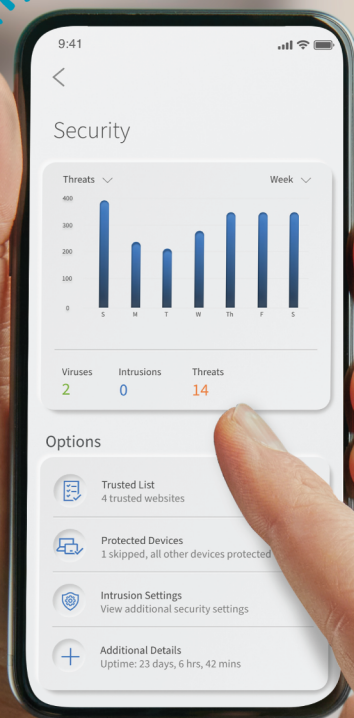 9:41
Security
Threats
Week
400
300
200
100
0
S M T W Th F S
Viruses Intrusions Threats
2 0 14
Options
Trusted List
4 trusted websites
Protected Devices
1 skipped, all other devices protected
Intrusion Settings
View additional security settings
Additional Details
Uptime: 23 days, 6 hrs, 42 mins